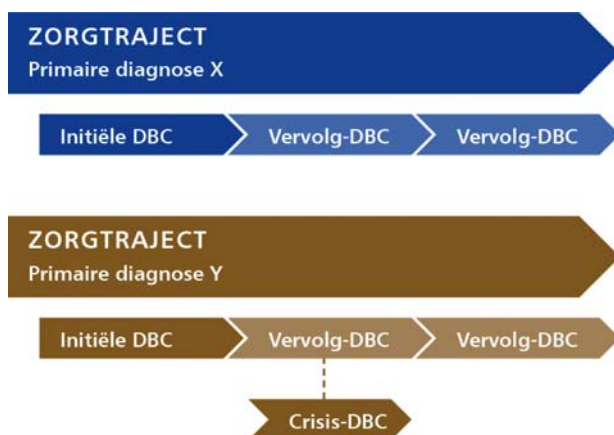 ZORGTRAJECT
Primaire diagnose X
Initiële DBC
Vervolg-DBC
Vervolg-DBC
ZORGTRAJECT
Primaire diagnose Y
Initiële DBC
Vervolg-DBC
Vervolg-DBC
Crisis-DBC